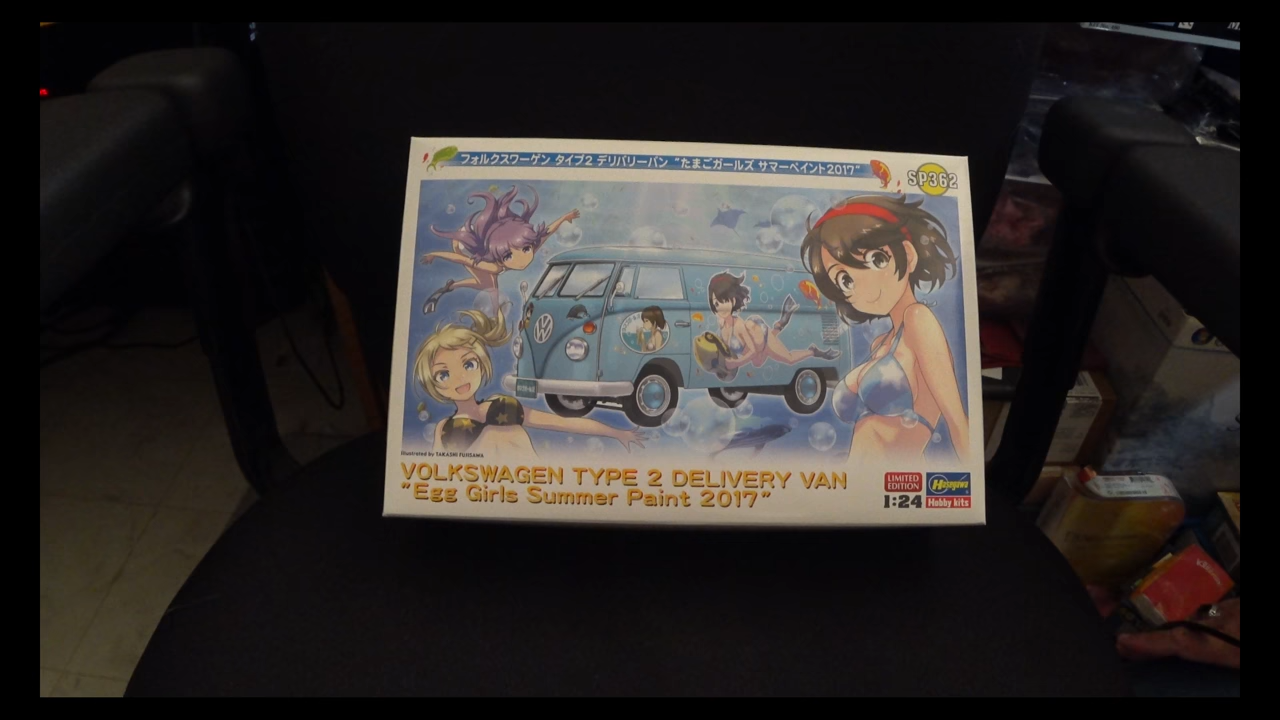 フォルクスワーゲン タイプ2 デリバリーバン "たまごガールズ サマーペイント2017"
SP362
Illustrated by TAKASHI FUJISAWA
VOLKSWAGEN TYPE 2 DELIVERY VAN
"Egg Girls Summer Paint 2017"
LIMITED
EDITION
1:24
Hasegawa
Hobby kits